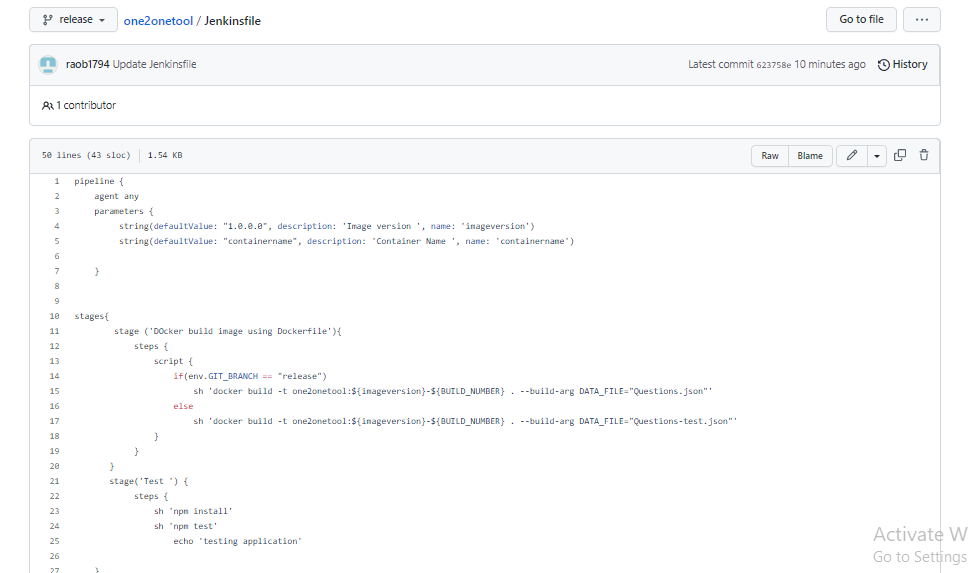 release
one2onetool / Jenkinsfile
Go to file
...
raob1794 Update Jenkinsfile
Latest commit 623758e 10 minutes ago
History
1 contributor
50 lines (43 sloc) 1.54 KB
Raw
Blame
1 pipeline {
2 agent any
3 parameters {
4 string(defaultValue: "1.0.0.0", description: 'Image version ', name: 'imageversion')
5 string(defaultValue: "containername", description: 'Container Name ', name: 'containername')
6
7 }
8
9
10 stages{
11 stage ('DOcker build image using Dockerfile'){
12 steps {
13 script {
14 if(env.GIT_BRANCH == "release")
15 sh 'docker build -t one2onetool:${imageversion}-${BUILD_NUMBER} . --build-arg DATA_FILE="Questions.json"'
16 else
17 sh 'docker build -t one2onetool:${imageversion}-${BUILD_NUMBER} . --build-arg DATA_FILE="Questions-test.json"'
18 }
19 }
20 }
21 stage('Test ') {
22 steps {
23 sh 'npm install'
24 sh 'npm test'
25 echo 'testing application'
26
27 }
Activate W
Go to Settings